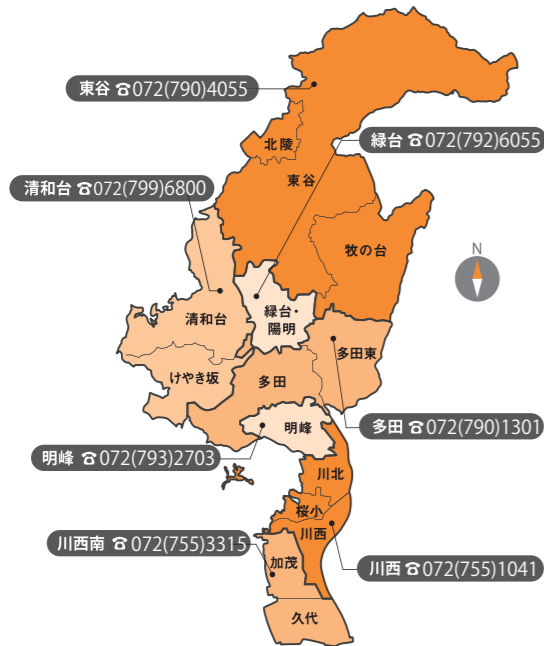 東谷 ☎072(790)4055
北陵
緑台 ☎072(792)6055
東谷
清和台 ☎072(799)6800
牧の台
N
緑台・
陽明
清和台
多田東
けやき坂
多田
多田 ☎072(790)1301
明峰
明峰 ☎072(793)2703
川北
桜小
川西
川西南 ☎072(755)3315
加茂
川西 ☎072(755)1041
久代